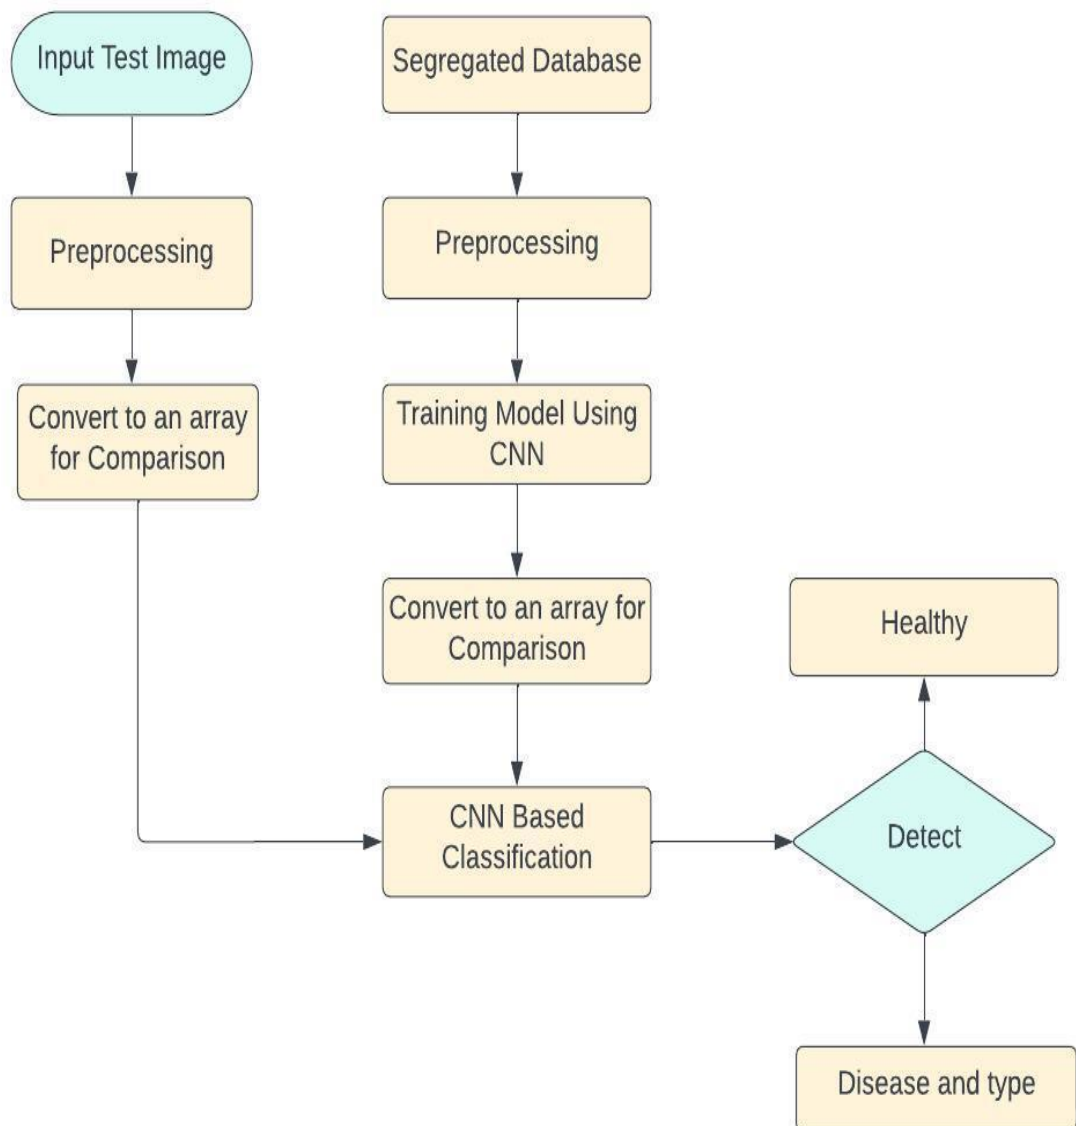 Input Test Image
Preprocessing
Convert to an array
for Comparison
Segregated Database
Preprocessing
Training Model Using
CNN
Convert to an array for
Comparison
CNN Based
Classification
Healthy
Detect
Disease and type